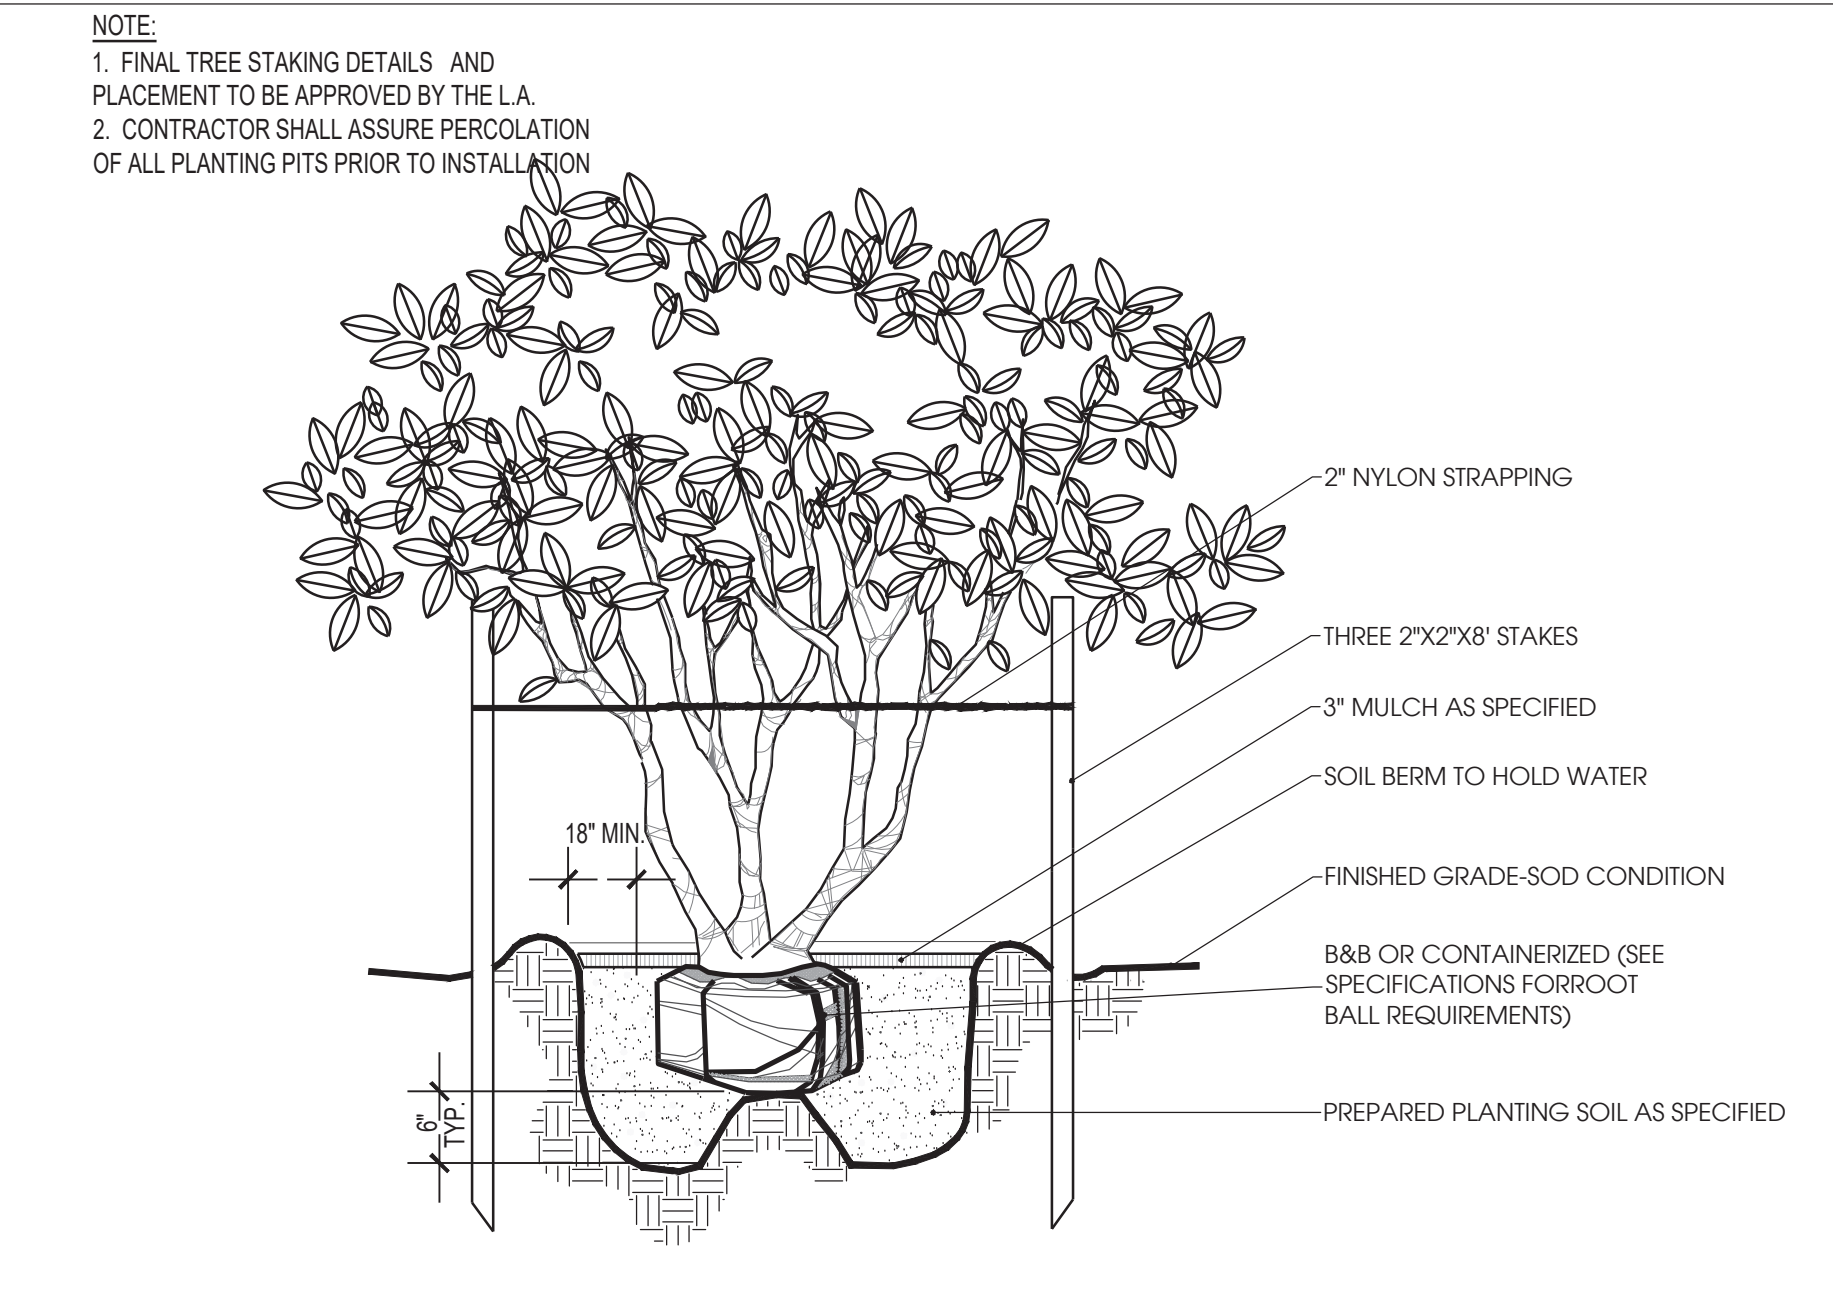 NOTE:
1. FINAL TREE STAKING DETAILS AND
PLACEMENT TO BE APPROVED BY THE L.A.
2. CONTRACTOR SHALL ASSURE PERCOLATION
OF ALL PLANTING PITS PRIOR TO INSTALLATION
2" NYLON STRAPPING
THREE 2"X2"X8' STAKES
3" MULCH AS SPECIFIED
SOIL BERM TO HOLD WATER
18" MIN.
FINISHED GRADE-SOD CONDITION
B&B OR CONTAINERIZED (SEE
SPECIFICATIONS FORROOT
BALL REQUIREMENTS)
6"
TYP.
PREPARED PLANTING SOIL AS SPECIFIED